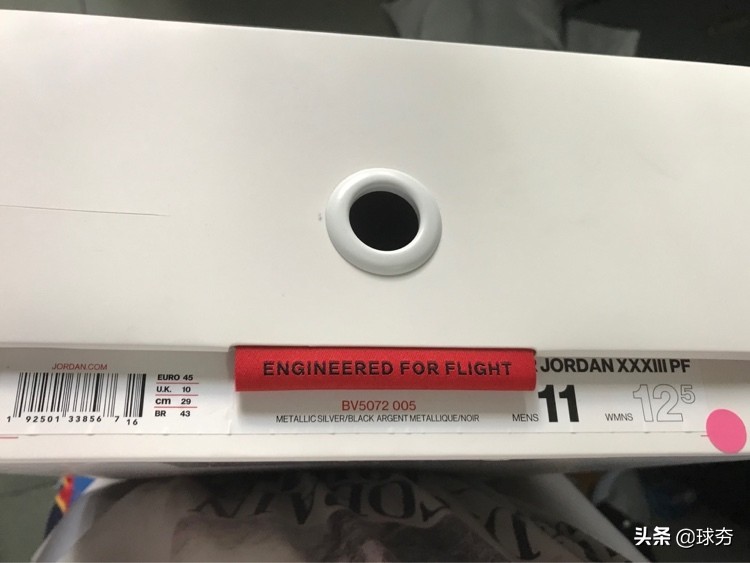 ENGINEERED FOR FLIGHT
JORDAN.COM
EURO 45
U.K. 10
cm 29
BR 43
1 92501 33856 7 16
BV5072 005
METALLIC SILVER/BLACK ARGENT METALLIQUE/NOIR
JORDAN XXXIII PF
MENS 11
WMNS 12⁵
头条 @球夯